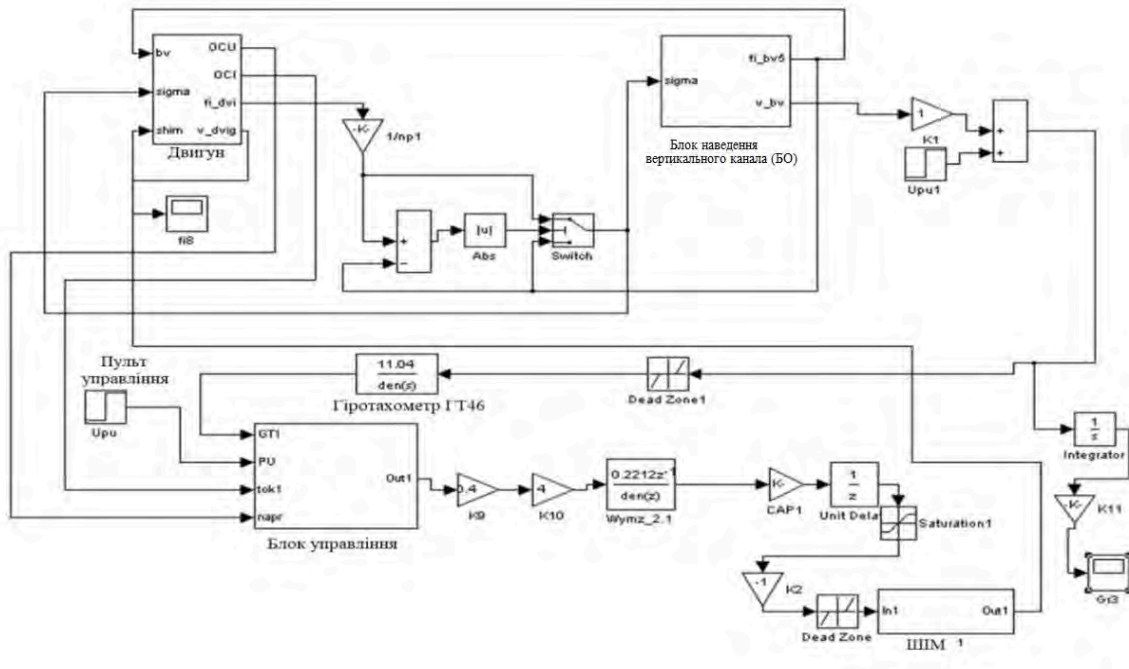 bv
sigma
shim
OCU
OCI
fi_dvi
v_dvig
Двигун
fi8
-K-
1/np1
+
−
|u|
Abs
Switch
sigma
fi_bv5
v_bv
Блок наведення
вертикального канала (БО)
1
K1
Upu1
+
+
Пульт
управління
Upu
11.04
den(s)
Гіротахометр ГТ46
Dead Zone1
1
s
Integrator
K-
K11
Gr3
GT1
PU
tok1
napr
Out1
Блок управління
0.4
K9
4
K10
0.2212z⁻¹
den(z)
Wymz_2.1
K-
CAP1
1
z
Unit Delay
Saturation1
-1
K2
Dead Zone
In1
Out1
ШІМ 1